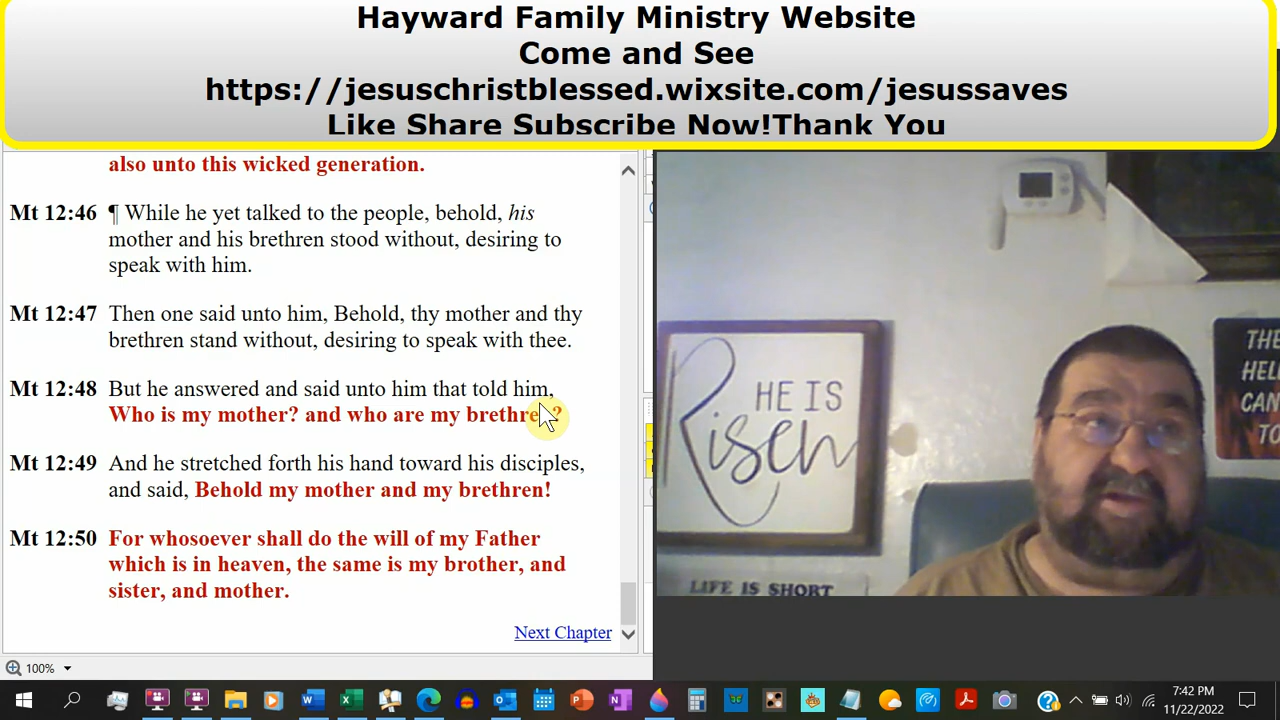 Hayward Family Ministry Website
Come and See
https://jesuschristblessed.wixsite.com/jesussaves
Like Share Subscribe Now!Thank You
also unto this wicked generation.
Mt 12:46 ¶ While he yet talked to the people, behold, his
mother and his brethren stood without, desiring to
speak with him.
Mt 12:47 Then one said unto him, Behold, thy mother and thy
brethren stand without, desiring to speak with thee.
Mt 12:48 But he answered and said unto him that told him,
Who is my mother? and who are my brethren?
Mt 12:49 And he stretched forth his hand toward his disciples,
and said, Behold my mother and my brethren!
Mt 12:50 For whosoever shall do the will of my Father
which is in heaven, the same is my brother, and
sister, and mother.
Next Chapter
100%
HE IS
Risen
LIFE IS SHORT
THE
HEL
CAN
TO
7:42 PM
11/22/2022